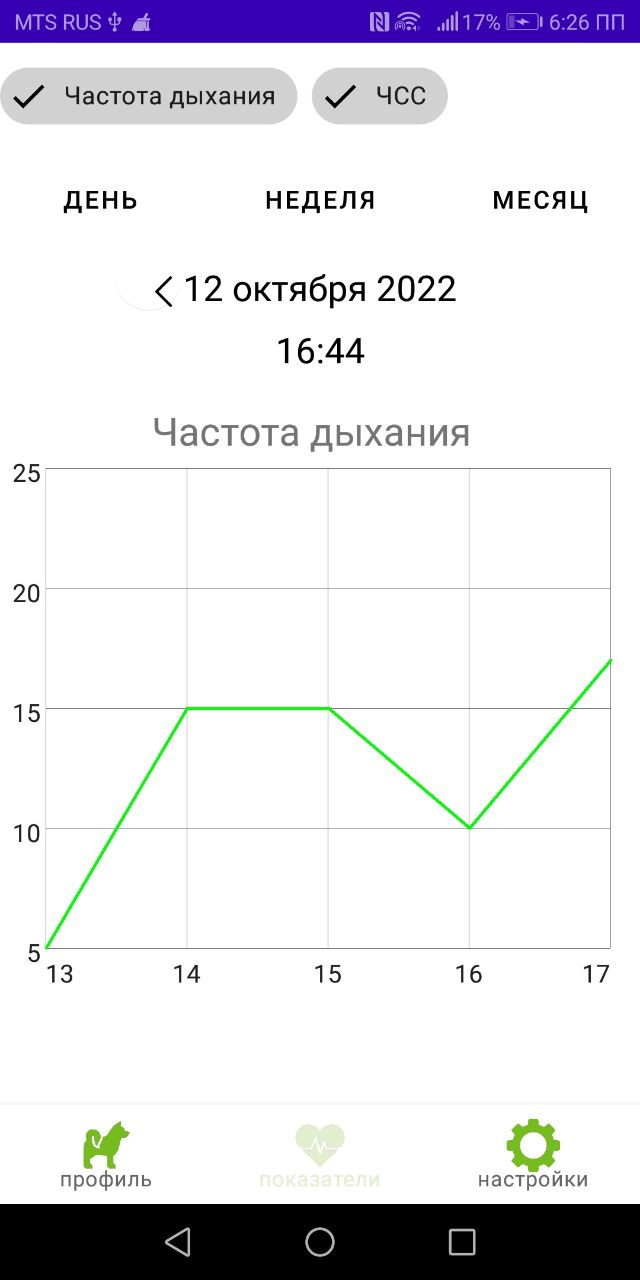 MTS RUS 17% 6:26 ПП
Частота дыхания ЧСС
ДЕНЬ НЕДЕЛЯ МЕСЯЦ
12 октября 2022
16:44
Частота дыхания
25
20
15
10
5
13 14 15 16 17
профиль показатели настройки